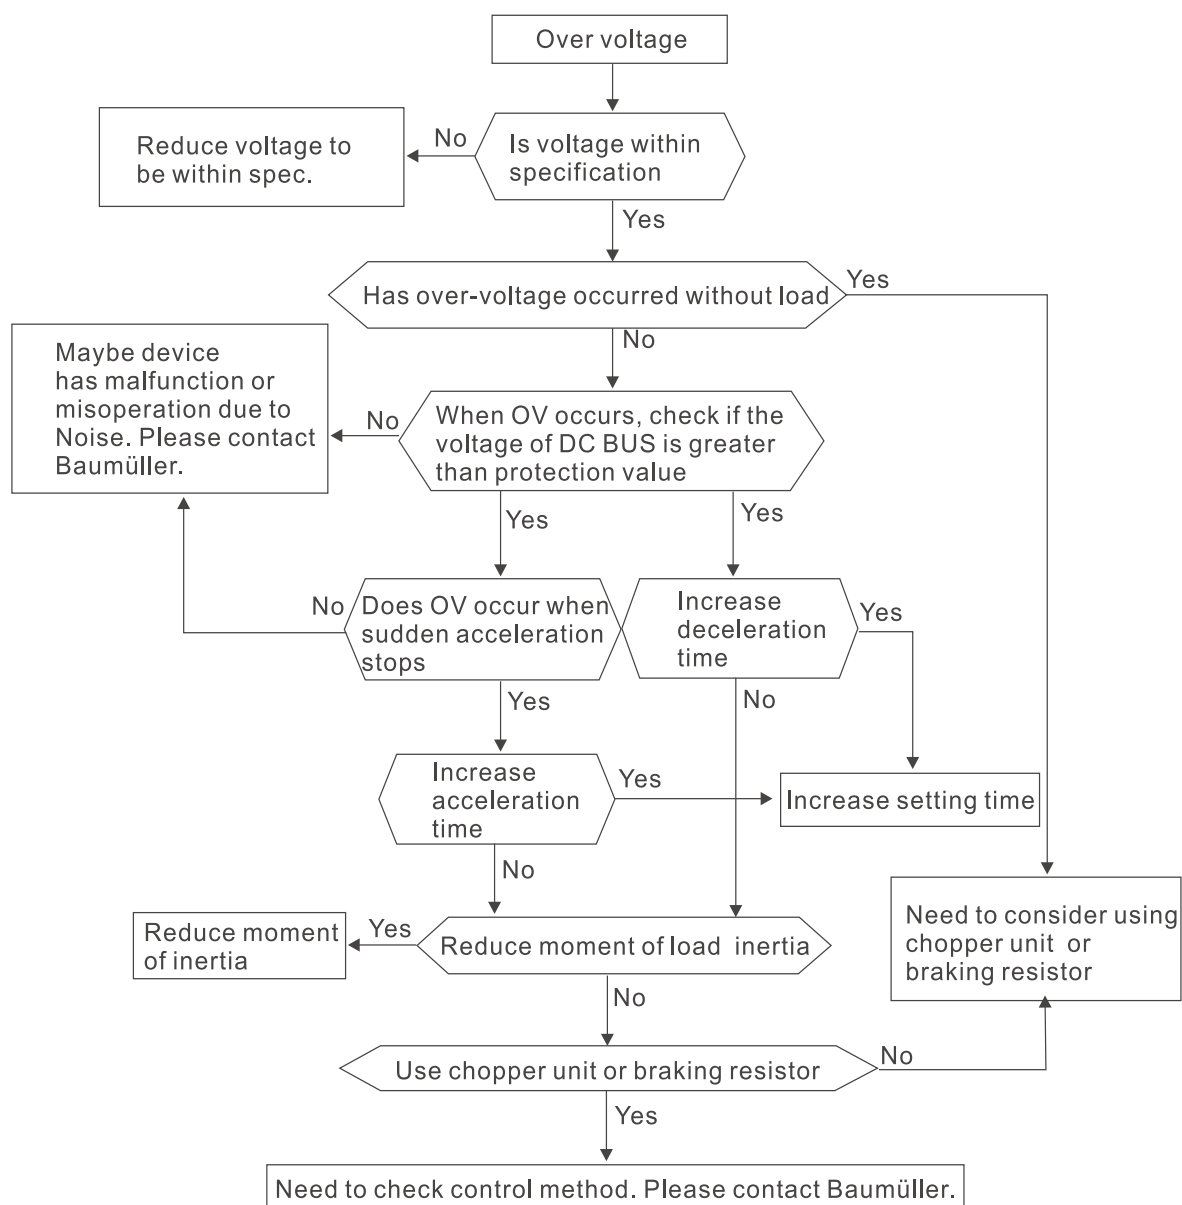 Over voltage
Reduce voltage to
be within spec.
No
Is voltage within
specification
Yes
Has over-voltage occurred without load
Yes
No
Maybe device
has malfunction or
misoperation due to
Noise. Please contact
Baumüller.
No
When OV occurs, check if the
voltage of DC BUS is greater
than protection value
Yes
Yes
No
Does OV occur when
sudden acceleration
stops
Increase
deceleration
time
Yes
Yes
No
Increase
acceleration
time
Yes
Increase setting time
No
Reduce moment
of inertia
Yes
Reduce moment of load inertia
Need to consider using
chopper unit or
braking resistor
No
Use chopper unit or braking resistor
No
Yes
Need to check control method. Please contact Baumüller.